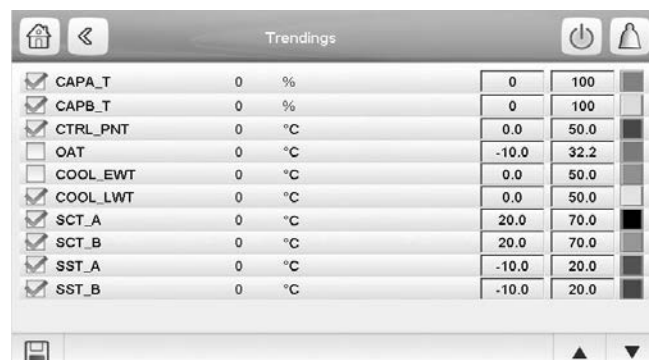 Trendings
CAPA_T 0 % 0 100
CAPB_T 0 % 0 100
CTRL_PNT 0 °C 0.0 50.0
OAT 0 °C -10.0 32.2
COOL_EWT 0 °C 0.0 50.0
COOL_LWT 0 °C 0.0 50.0
SCT_A 0 °C 20.0 70.0
SCT_B 0 °C 20.0 70.0
SST_A 0 °C -10.0 20.0
SST_B 0 °C -10.0 20.0